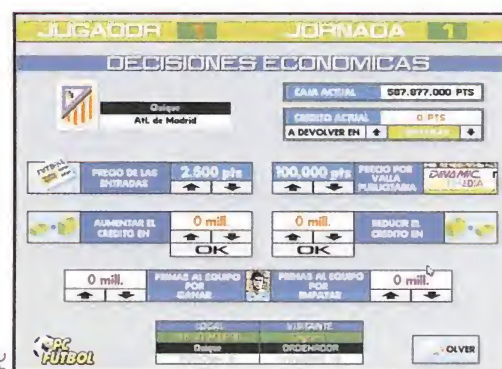 JUGADOR 1 JORNADA 1
DECISIONES ECONOMICAS
Quique
Atl. de Madrid
CAJA ACTUAL 587.877.000 PTS
CREDITO ACTUAL 0 PTS
A DEVOLVER EN
PRECIO DE LAS ENTRADAS
2.500 pts
100.000 pts
PRECIO POR VALLA PUBLICITARIA
DINAMIC
AUMENTAR EL CREDITO EN
0 mill.
OK
0 mill.
OK
REDUCIR EL CREDITO EN
0 mill.
PRIMAS AL EQUIPO POR GANAR
PRIMAS AL EQUIPO POR EMPATAR
0 mill.
LOCAL VISITANTE
Quique ORDENADOR
PC FUTBOL
OLVER